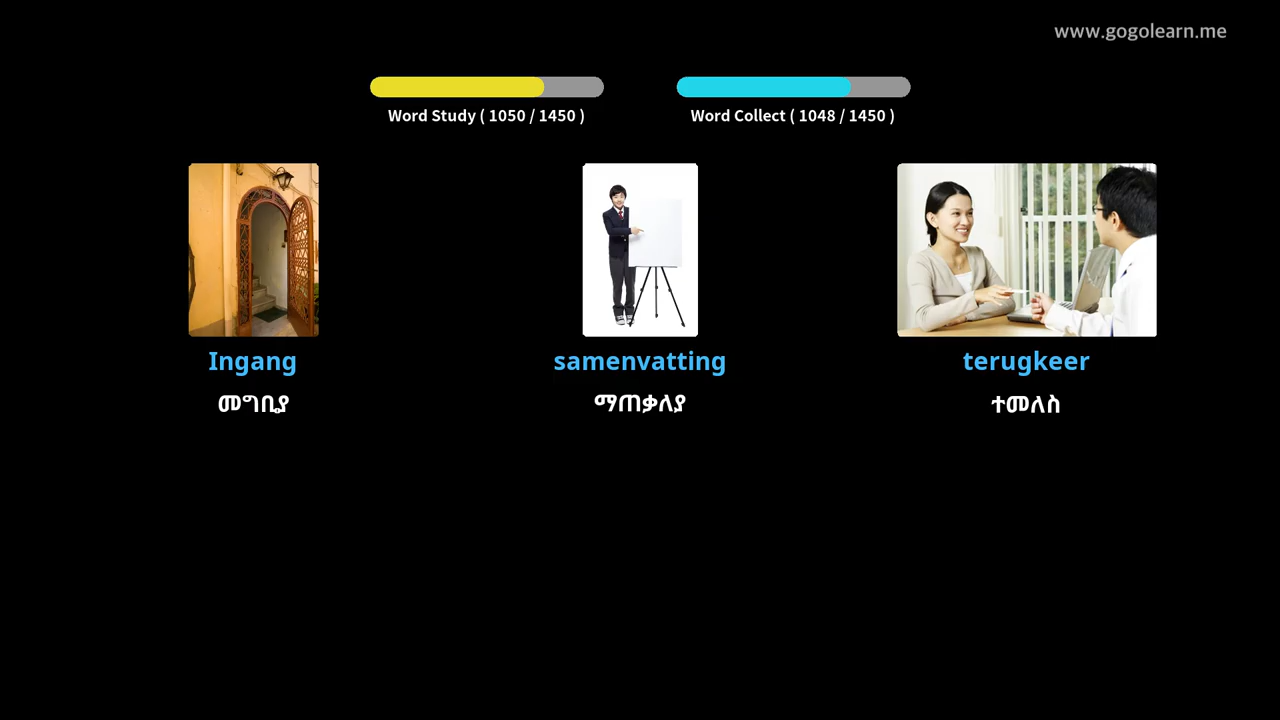 www.gogolearn.me
Word Study ( 1050 / 1450 )
Word Collect ( 1048 / 1450 )
Ingang
samenvatting
terugkeer
መግቢያ
ማጠቃለያ
ተመለስ